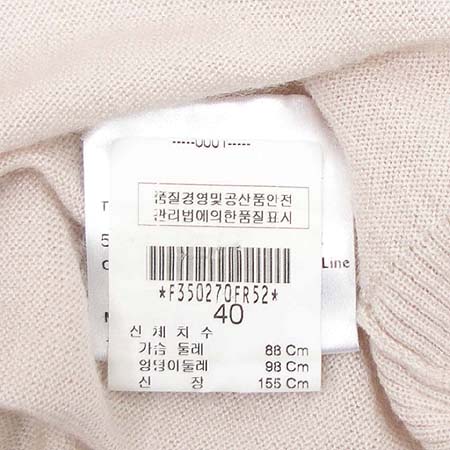 -----0001-----
품질경영및공산품안전
관리법에의한품질표시
*F350270FR52*
40
신 체 치 수
가슴 둘레 88 Cm
엉덩이둘레 98 Cm
신 장 155 Cm
T
5
Line
M